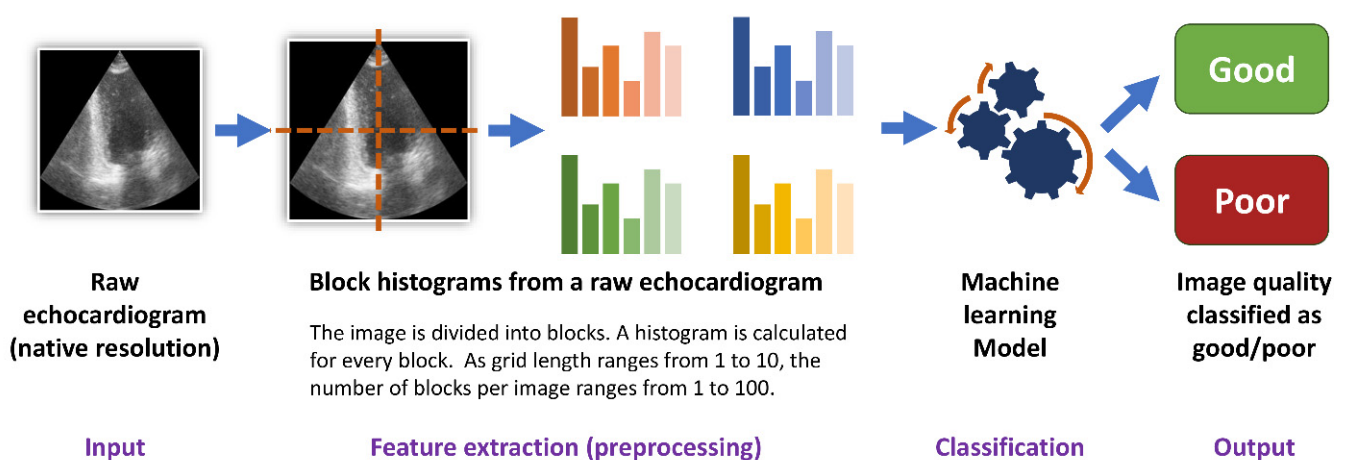 Good
Poor
Raw
echocardiogram
(native resolution)
Block histograms from a raw echocardiogram
The image is divided into blocks. A histogram is calculated
for every block.  As grid length ranges from 1 to 10, the
number of blocks per image ranges from 1 to 100.
Machine
learning
Model
Image quality
classified as
good/poor
Input
Feature extraction (preprocessing)
Classification
Output